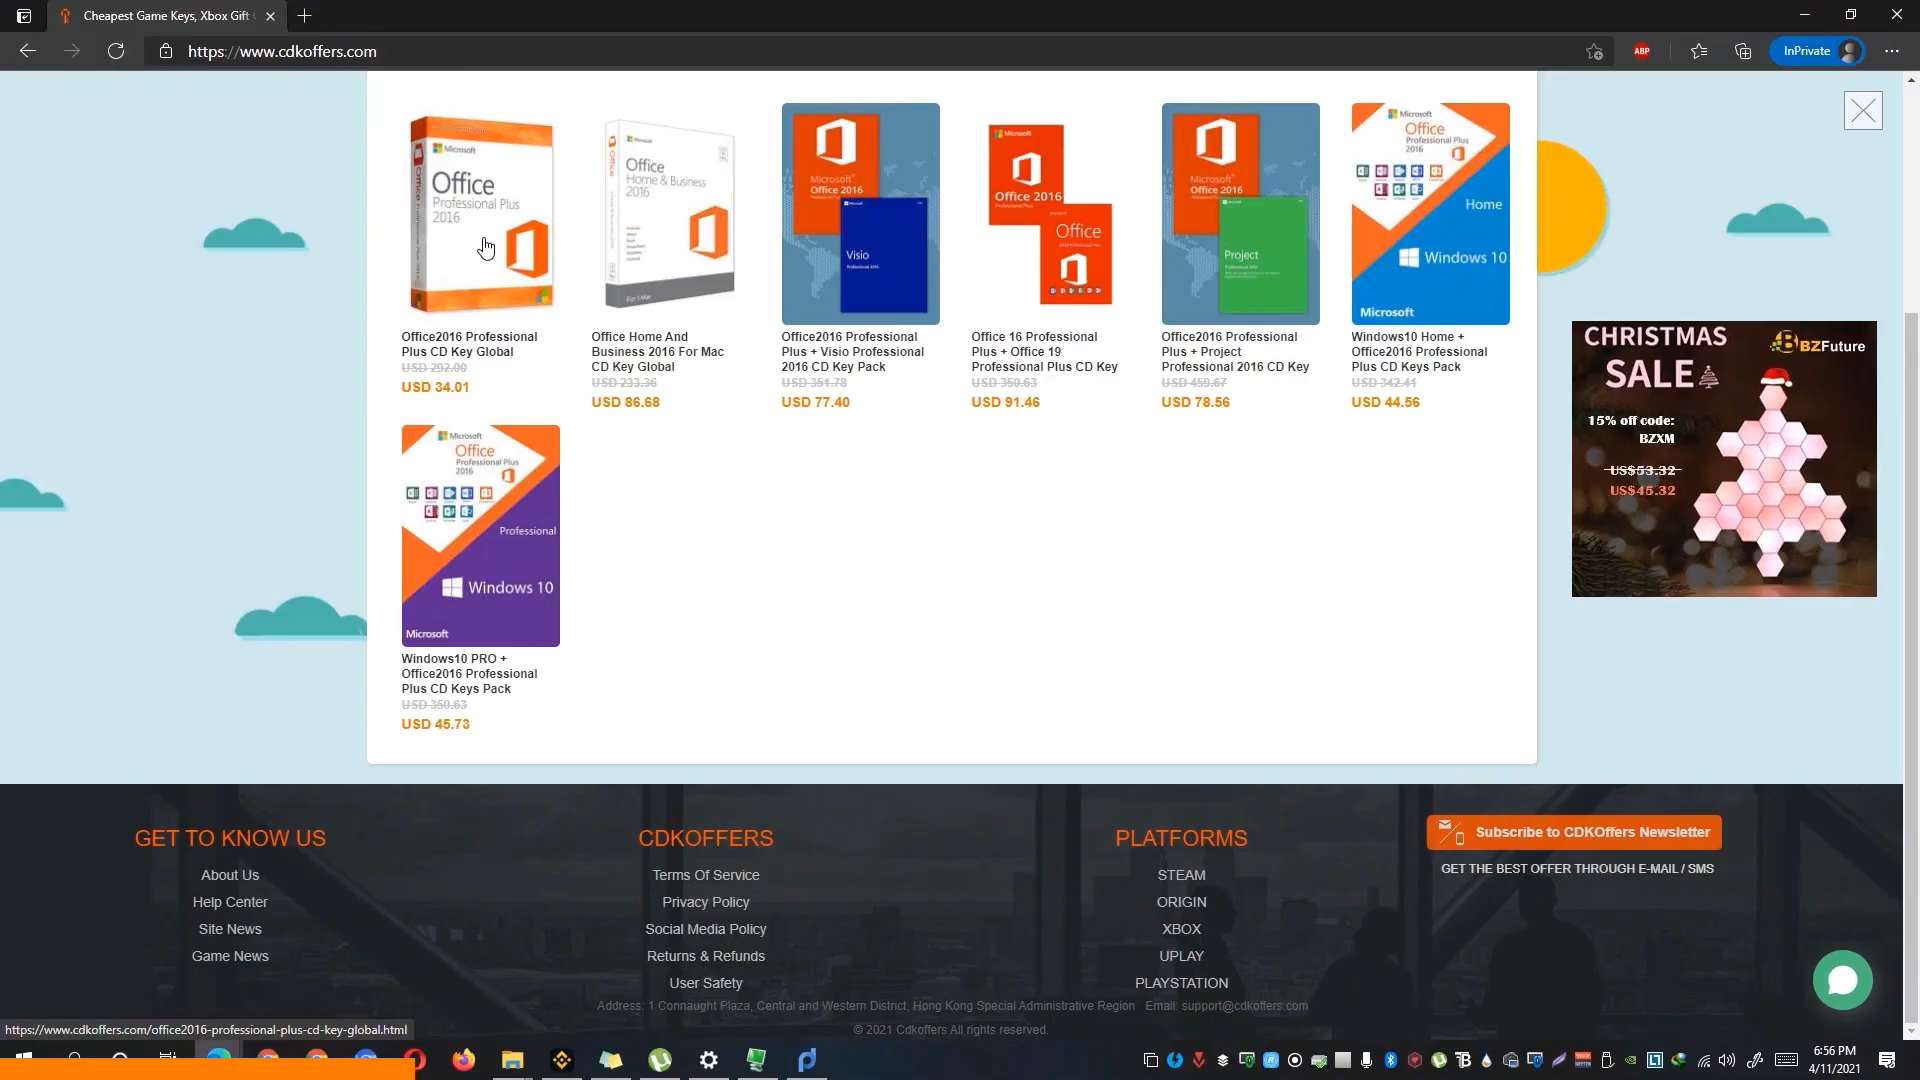 Cheapest Game Keys, Xbox Gift
https://www.cdkoffers.com
ABP
InPrivate
Microsoft
Office
Professional Plus
2016
Microsoft
Office
Home & Business
2016
For 1 Mac
Microsoft
Office 2016
Visio
Microsoft
Office 2016
Office
Microsoft
Office 2016
Project
Microsoft
Office
Professional Plus
2016
Home
Windows 10
Microsoft
Office2016 Professional
Plus CD Key Global
USD 292.00
USD 34.01
Office Home And
Business 2016 For Mac
CD Key Global
USD 233.36
USD 86.68
Office2016 Professional
Plus + Visio Professional
2016 CD Key Pack
USD 351.78
USD 77.40
Office 16 Professional
Plus + Office 19
Professional Plus CD Key
USD 350.63
USD 91.46
Office2016 Professional
Plus + Project
Professional 2016 CD Key
USD 459.67
USD 78.56
Windows10 Home +
Office2016 Professional
Plus CD Keys Pack
USD 342.41
USD 44.56
CHRISTMAS
SALE
BZFuture
15% off code:
BZXM
US$53.32
US$45.32
Microsoft
Office
Professional Plus
2016
Professional
Windows 10
Microsoft
Windows10 PRO +
Office2016 Professional
Plus CD Keys Pack
USD 350.63
USD 45.73
GET TO KNOW US
About Us
Help Center
Site News
Game News
CDKOFFERS
Terms Of Service
Privacy Policy
Social Media Policy
Returns & Refunds
User Safety
PLATFORMS
STEAM
ORIGIN
XBOX
UPLAY
PLAYSTATION
Subscribe to CDKOffers Newsletter
GET THE BEST OFFER THROUGH E-MAIL / SMS
Address: 1 Connaught Plaza, Central and Western District, Hong Kong Special Administrative Region Email: support@cdkoffers.com
© 2021 Cdkoffers All rights reserved.
https://www.cdkoffers.com/office2016-professional-plus-cd-key-global.html
6:56 PM
4/11/2021